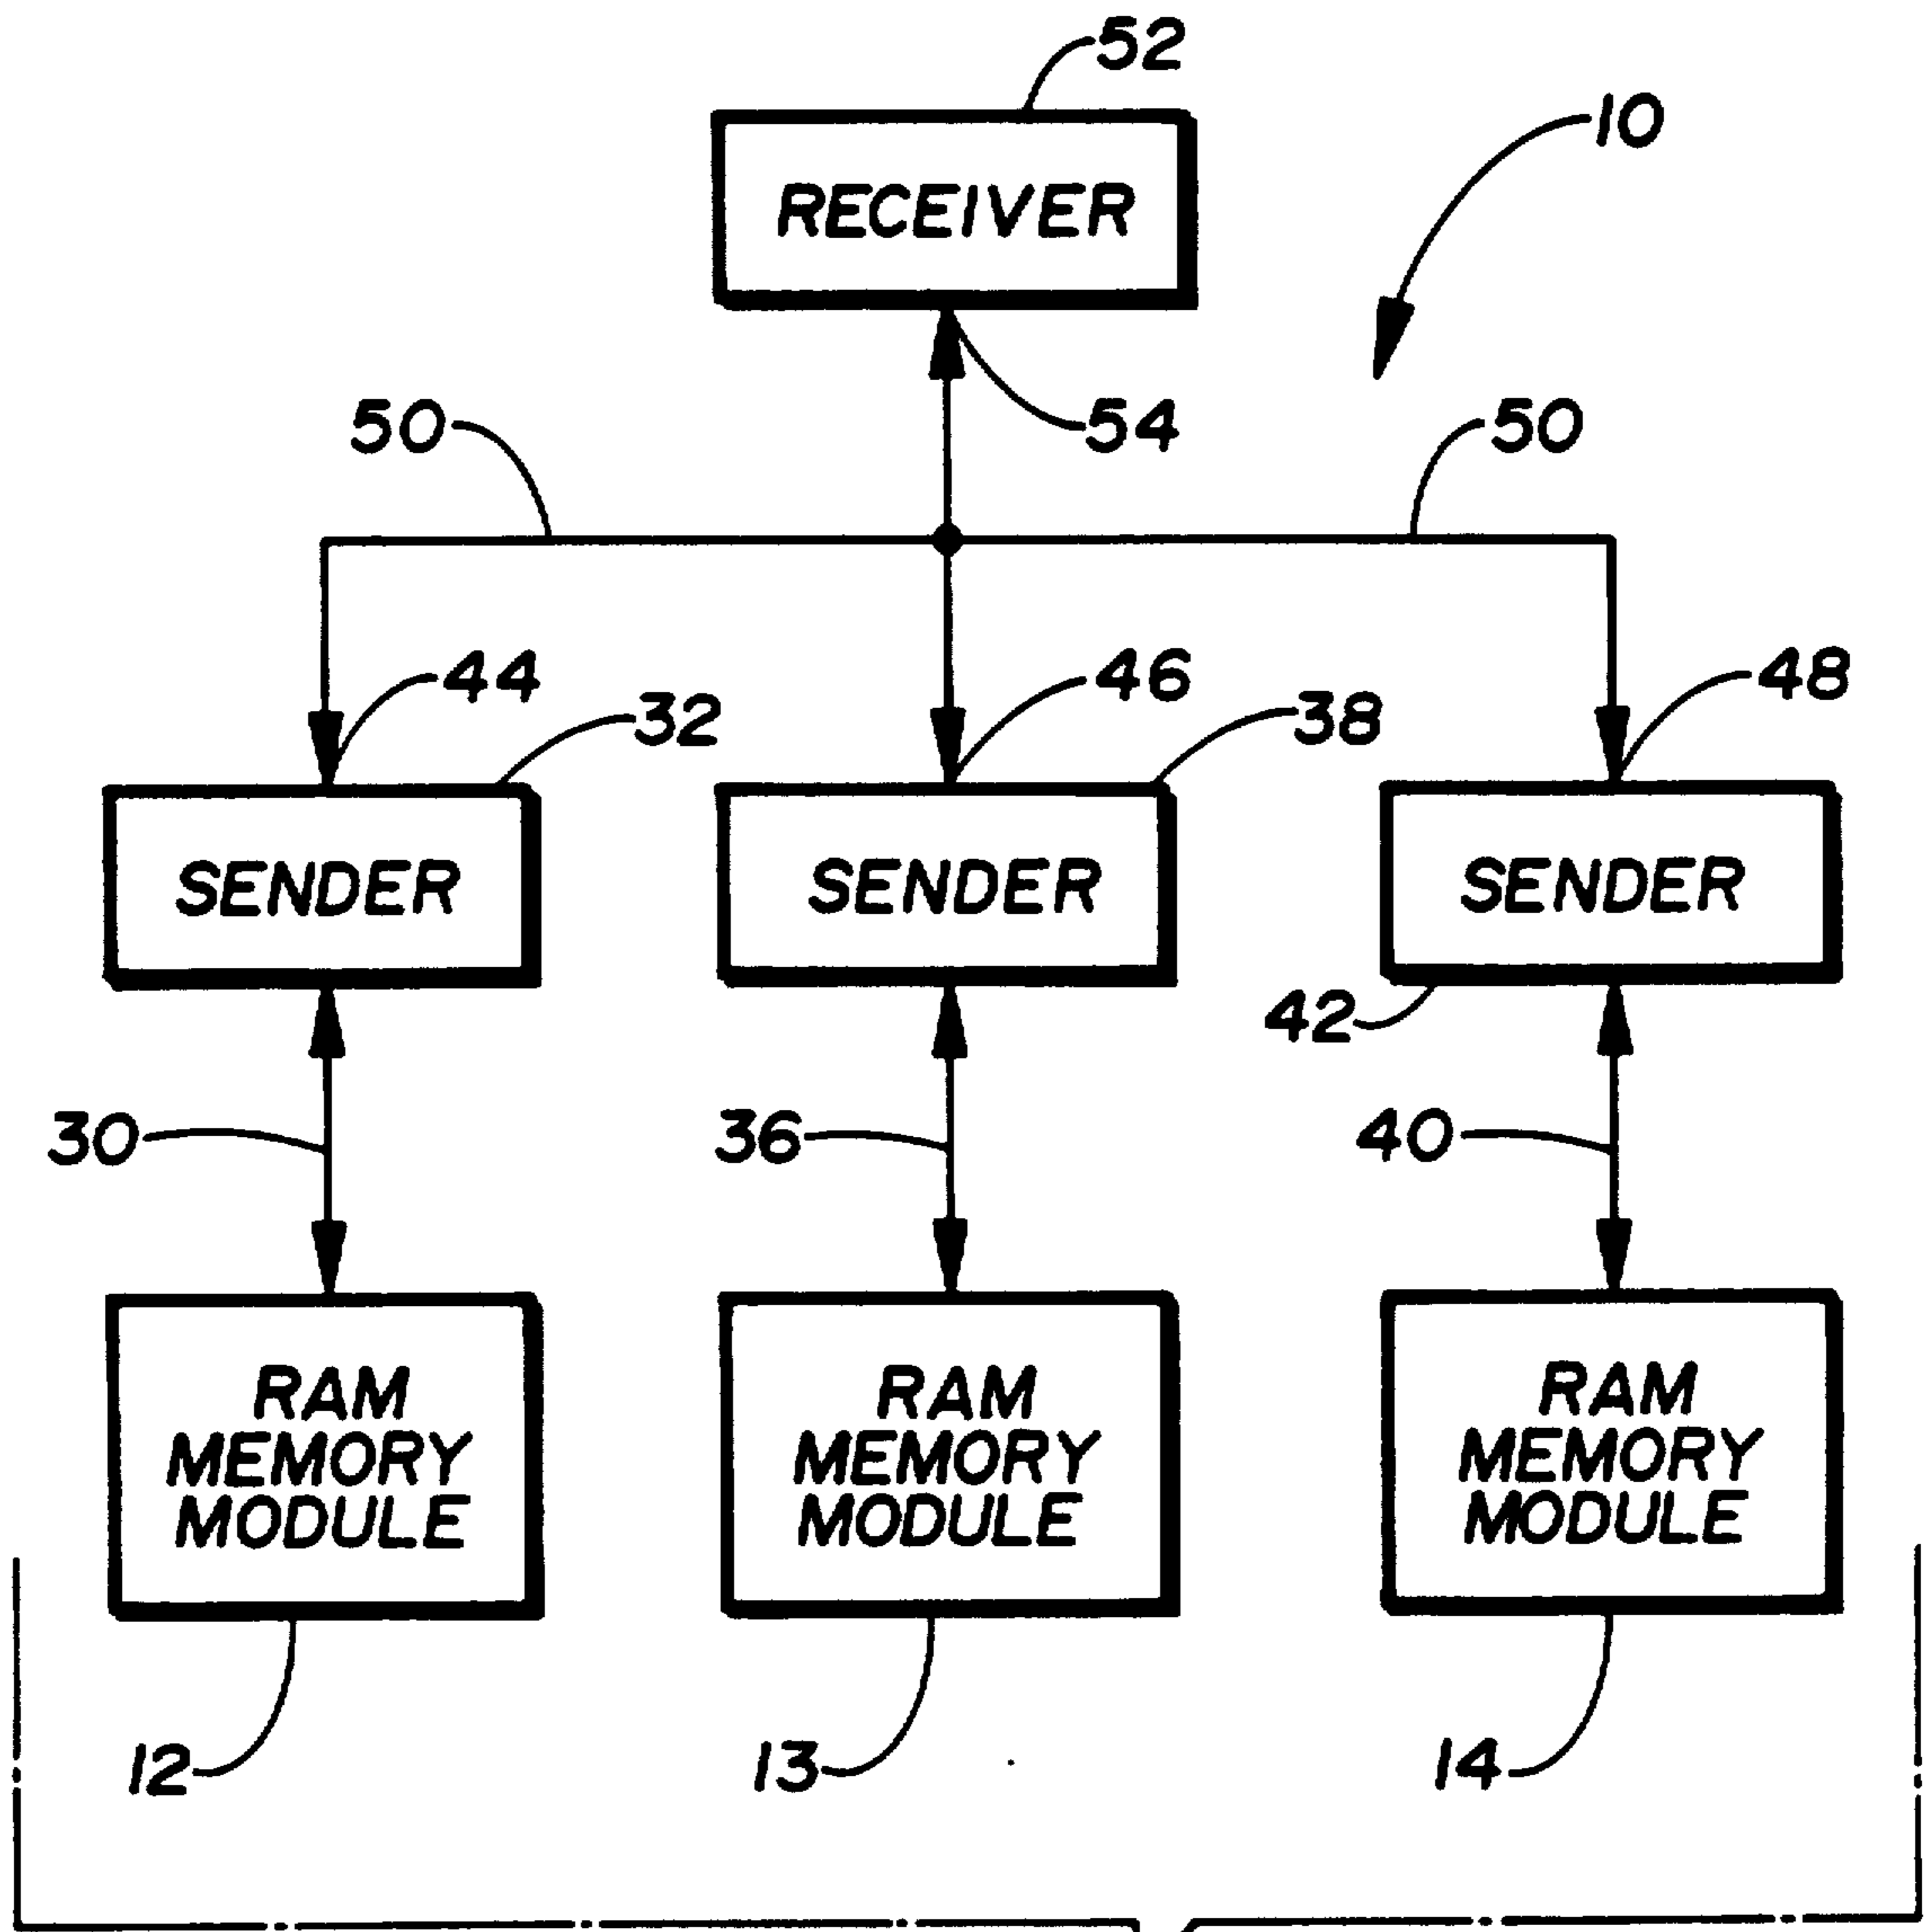 52
10
RECEIVER
50
54
50
44
32
46
38
48
SENDER
SENDER
SENDER
42
30
36
40
RAM
MEMORY
MODULE
RAM
MEMORY
MODULE
RAM
MEMORY
MODULE
12
13
14